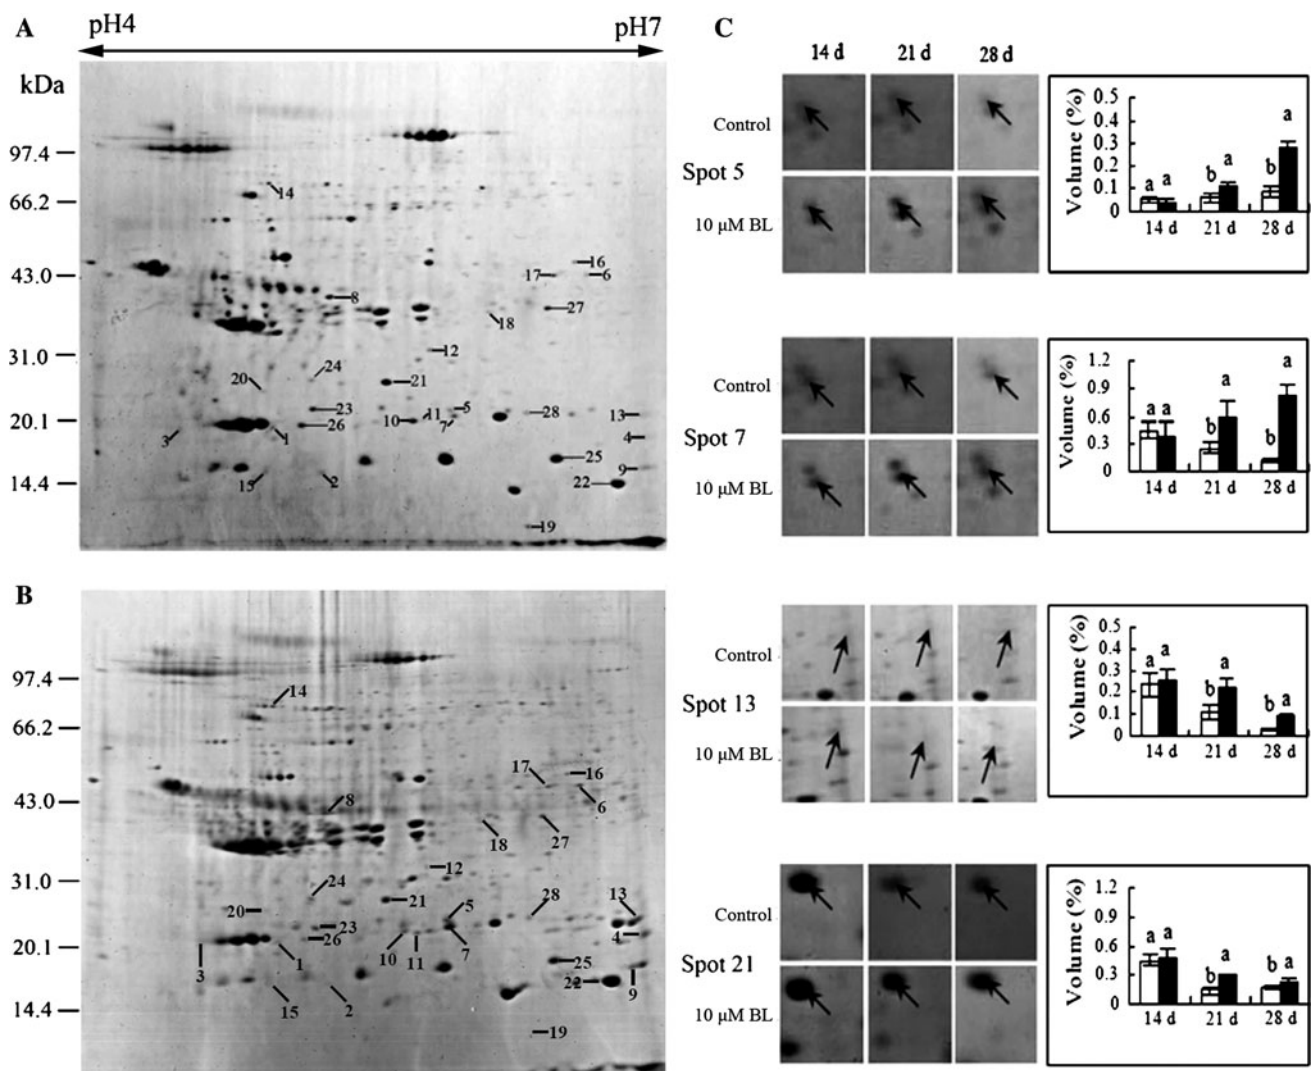 A
pH4 pH7
kDa
97.4
66.2
43.0
31.0
20.1
14.4
14
16
17 6
8
27
18
12
24
20 21
23 5 28 13
10 11
3 1 26 7 4
25 9
15 2 22
19
B
97.4
66.2
43.0
31.0
20.1
14.4
14
17 16
8 6
18 27
12
24
21
20 5 28 13
23
26 4
3 1 10 11 7
25
22 9
15 2
19
C
14 d 21 d 28 d
Control
Spot 5
10 μM BL
Volume (%)
0.5
0.4
0.3
0.2
0.1
0
a a b a b a
14 d 21 d 28 d
Control
Spot 7
10 μM BL
Volume (%)
1.2
0.9
0.6
0.3
0
a a b a b a
14 d 21 d 28 d
Control
Spot 13
10 μM BL
Volume (%)
0.5
0.4
0.3
0.2
0.1
0
a a b a b a
14 d 21 d 28 d
Control
Spot 21
10 μM BL
Volume (%)
1.2
0.9
0.6
0.3
0
a a b a b a
14 d 21 d 28 d